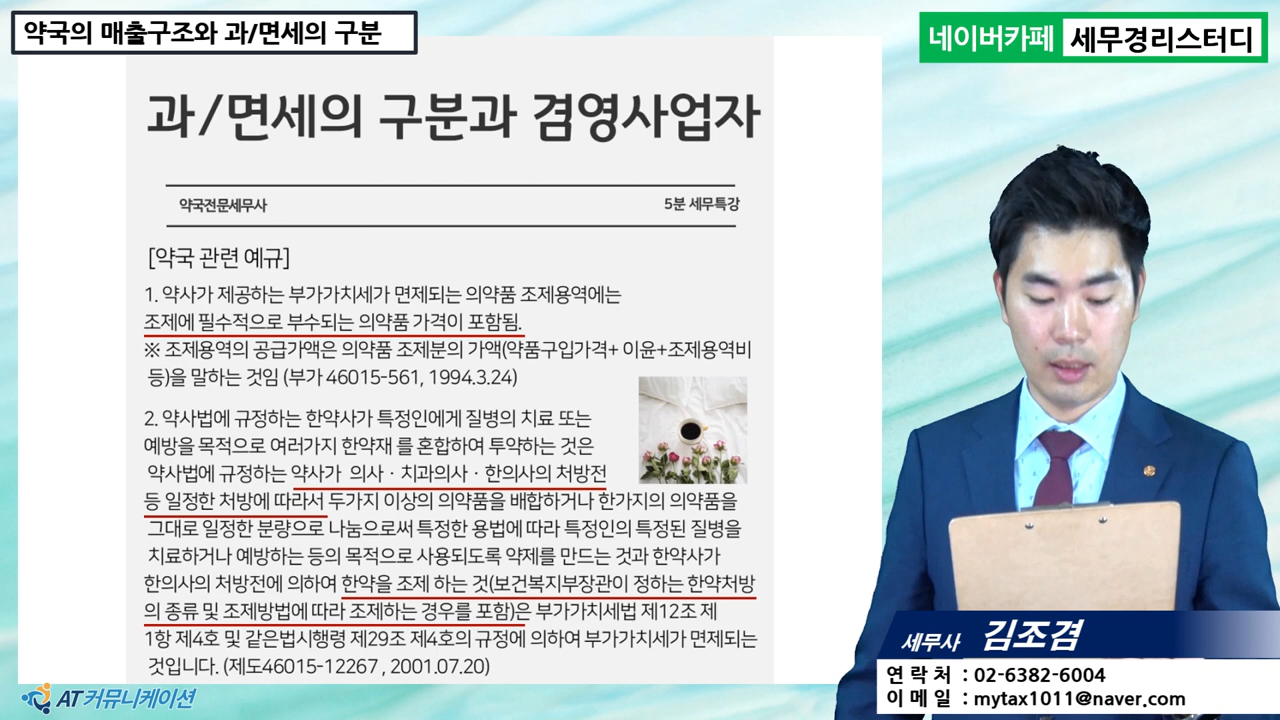 약국의 매출구조와 과/면세의 구분
네이버카페 세무경리스터디
과/면세의 구분과 겸영사업자
약국전문세무사
5분 세무특강
[약국 관련 예규]
1. 약사가 제공하는 부가가치세가 면제되는 의약품 조제용역에는
조제에 필수적으로 부수되는 의약품 가격이 포함됨.
※ 조제용역의 공급가액은 의약품 조제분의 가액(약품구입가격+ 이윤+조제용역비
등)을 말하는 것임 (부가 46015-561, 1994.3.24)
2. 약사법에 규정하는 한약사가 특정인에게 질병의 치료 또는
예방을 목적으로 여러가지 한약재 를 혼합하여 투약하는 것은
약사법에 규정하는 약사가 의사 · 치과의사 · 한의사의 처방전
등 일정한 처방에 따라서 두가지 이상의 의약품을 배합하거나 한가지의 의약품을
그대로 일정한 분량으로 나눔으로써 특정한 용법에 따라 특정인의 특정된 질병을
치료하거나 예방하는 등의 목적으로 사용되도록 약제를 만드는 것과 한약사가
한의사의 처방전에 의하여 한약을 조제 하는 것(보건복지부장관이 정하는 한약처방
의 종류 및 조제방법에 따라 조제하는 경우를 포함)은 부가가치세법 제12조 제
1항 제4호 및 같은법시행령 제29조 제4호의 규정에 의하여 부가가치세가 면제되는
것입니다. (제도46015-12267 , 2001.07.20)
세무사 김조겸
연 락 처 : 02-6382-6004
이 메 일 : mytax1011@naver.com
AT커뮤니케이션